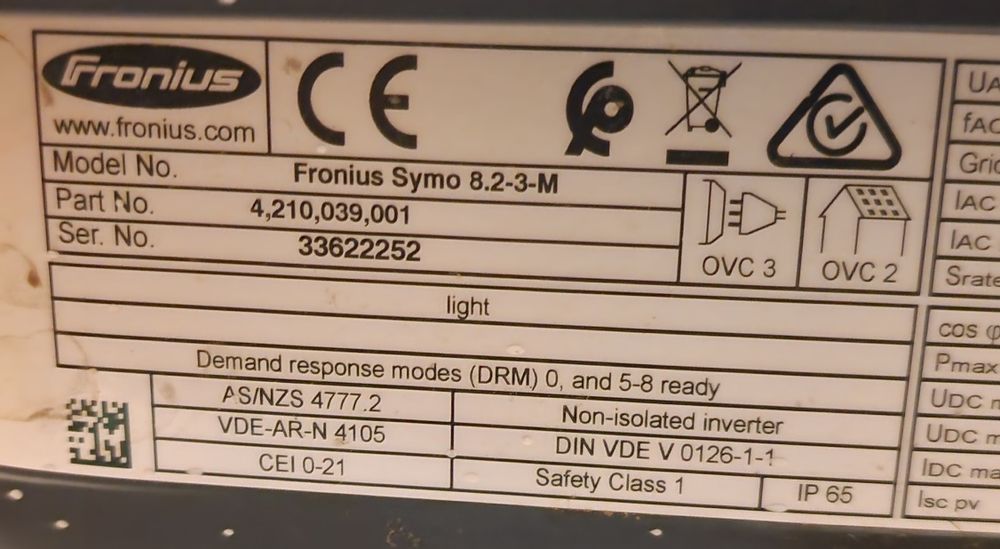 Fronius
www.fronius.com
CE
Model No. Fronius Symo 8.2-3-M
Part No. 4,210,039,001
Ser. No. 33622252
OVC 3
OVC 2
light
Demand response modes (DRM) 0, and 5-8 ready
AS/NZS 4777.2
Non-isolated inverter
VDE-AR-N 4105
DIN VDE V 0126-1-1
CEI 0-21
Safety Class 1
IP 65
UA
fAC
Gri
IAC
IAC
Srate
cos φ
Pmax
UDC
UDC m
IDC ma
Isc pv